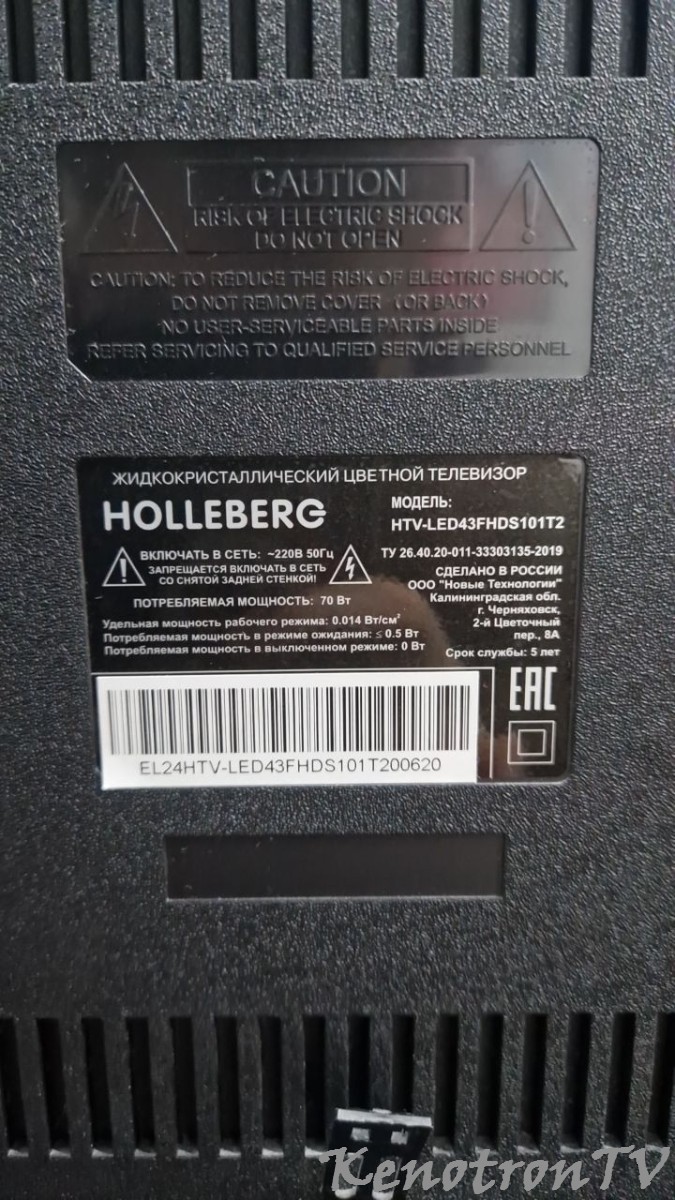 CAUTION
RISK OF ELECTRIC SHOCK
DO NOT OPEN
CAUTION: TO REDUCE THE RISK OF ELECTRIC SHOCK,
DO NOT REMOVE COVER (OR BACK)
NO USER-SERVICEABLE PARTS INSIDE
REFER SERVICING TO QUALIFIED SERVICE PERSONNEL
ЖИДКОКРИСТАЛЛИЧЕСКИЙ ЦВЕТНОЙ ТЕЛЕВИЗОР
HOLLEBERG
МОДЕЛЬ:
HTV-LED43FHDS101T2
ВКЛЮЧАТЬ В СЕТЬ: ~220В 50Гц
ЗАПРЕЩАЕТСЯ ВКЛЮЧАТЬ В СЕТЬ
СО СНЯТОЙ ЗАДНЕЙ СТЕНКОЙ!
ПОТРЕБЛЯЕМАЯ МОЩНОСТЬ: 70 Вт
Удельная мощность рабочего режима: 0.014 Вт/см²
Потребляемая мощность в режиме ожидания: ≤ 0.5 Вт
Потребляемая мощность в выключенном режиме: 0 Вт
ТУ 26.40.20-011-33303135-2019
СДЕЛАНО В РОССИИ
ООО "Новые Технологии"
Калининградская обл.
г. Черняховск,
2-й Цветочный
пер., 8А
Срок службы: 5 лет
EAC
EL24HTV-LED43FHDS101T200620
KenotronTV